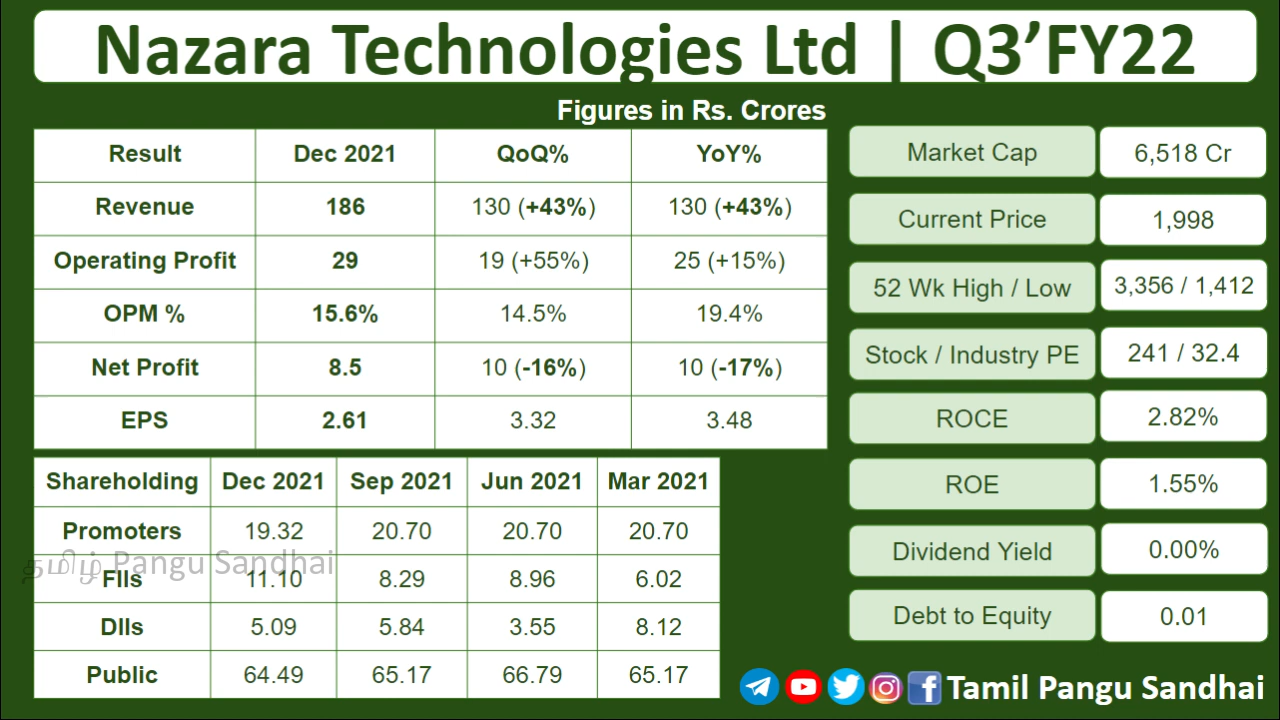 Nazara Technologies Ltd | Q3’FY22
Figures in Rs. Crores
Result Dec 2021 QoQ% YoY%
Revenue 186 130 (+43%) 130 (+43%)
Operating Profit 29 19 (+55%) 25 (+15%)
OPM % 15.6% 14.5% 19.4%
Net Profit 8.5 10 (-16%) 10 (-17%)
EPS 2.61 3.32 3.48
Shareholding Dec 2021 Sep 2021 Jun 2021 Mar 2021
Promoters 19.32 20.70 20.70 20.70
தமிழ் Pangu Sandhai
FIIs 11.10 8.29 8.96 6.02
DIIs 5.09 5.84 3.55 8.12
Public 64.49 65.17 66.79 65.17
Market Cap 6,518 Cr
Current Price 1,998
52 Wk High / Low 3,356 / 1,412
Stock / Industry PE 241 / 32.4
ROCE 2.82%
ROE 1.55%
Dividend Yield 0.00%
Debt to Equity 0.01
Tamil Pangu Sandhai